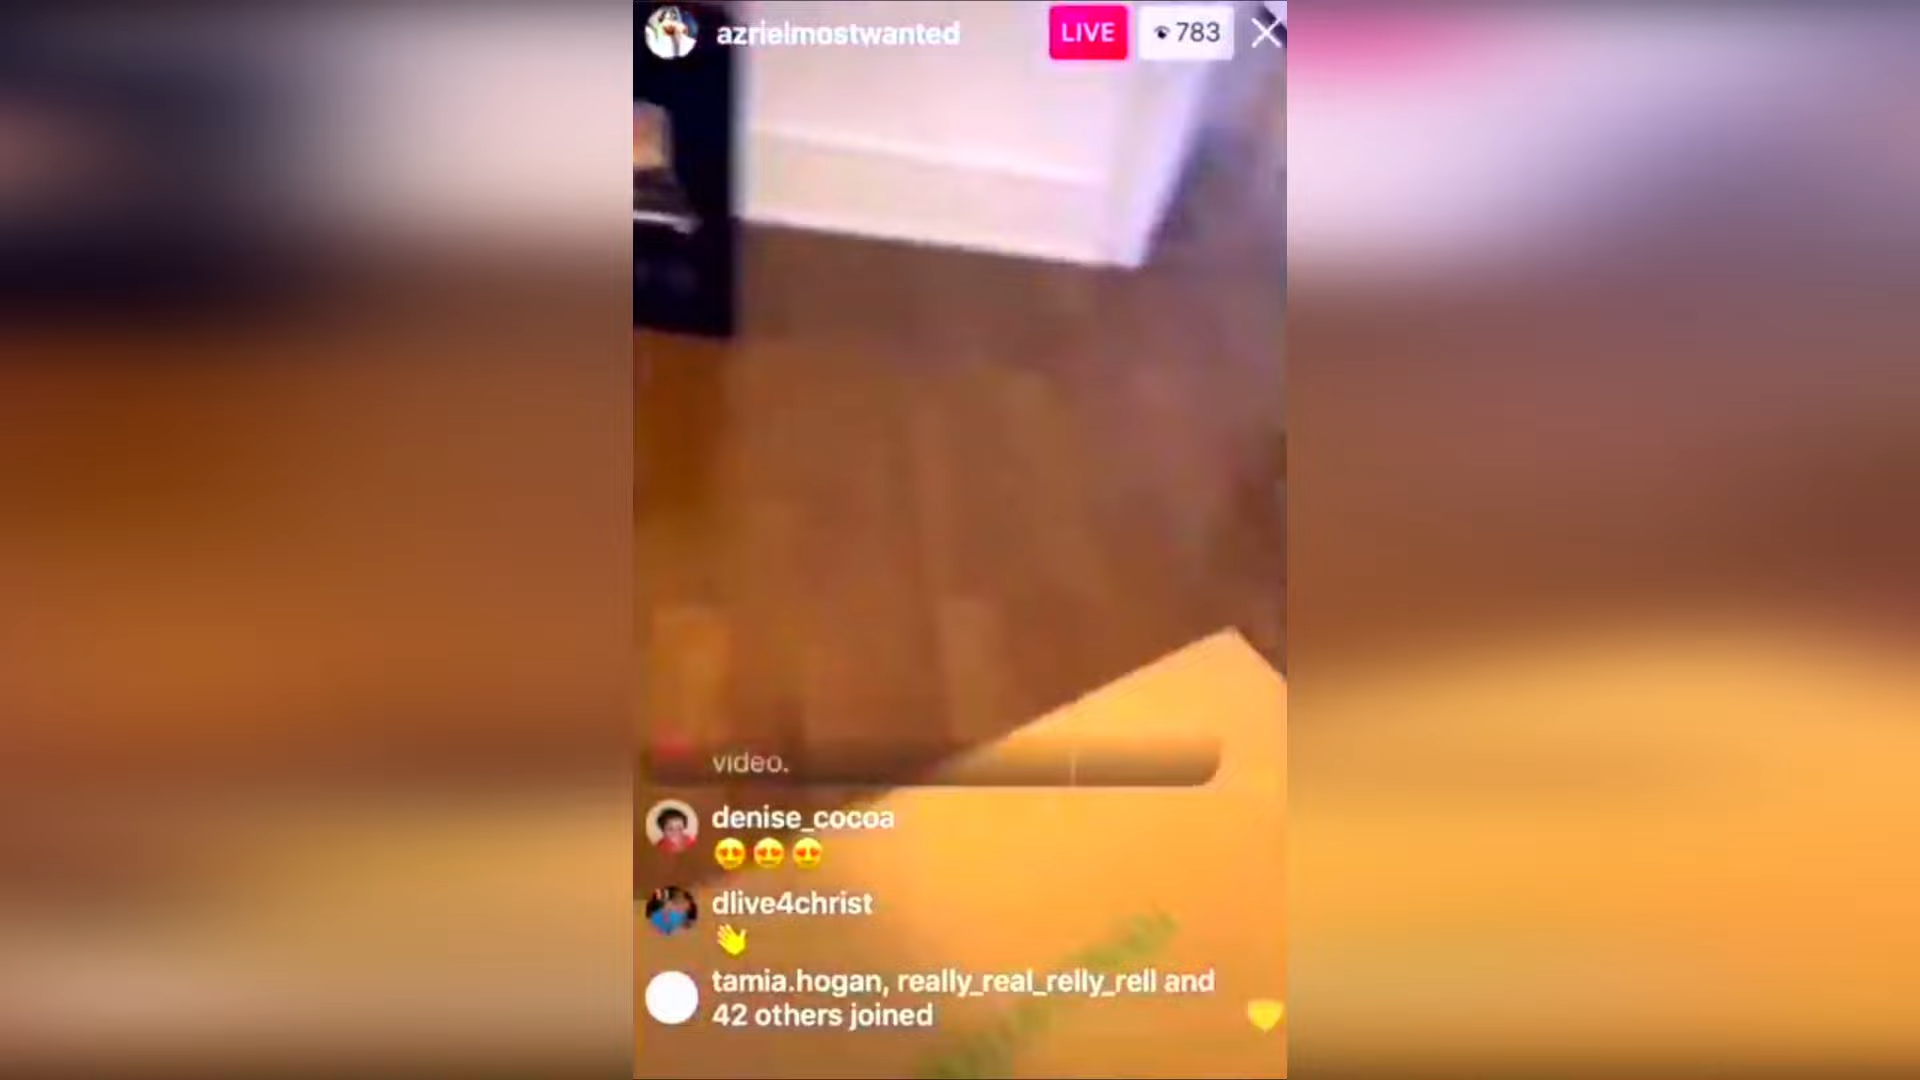 azrielmostwanted LIVE 783
video.
denise_cocoa
😍😍😍
dlive4christ
👋
tamia.hogan, really_real_relly_rell and
42 others joined